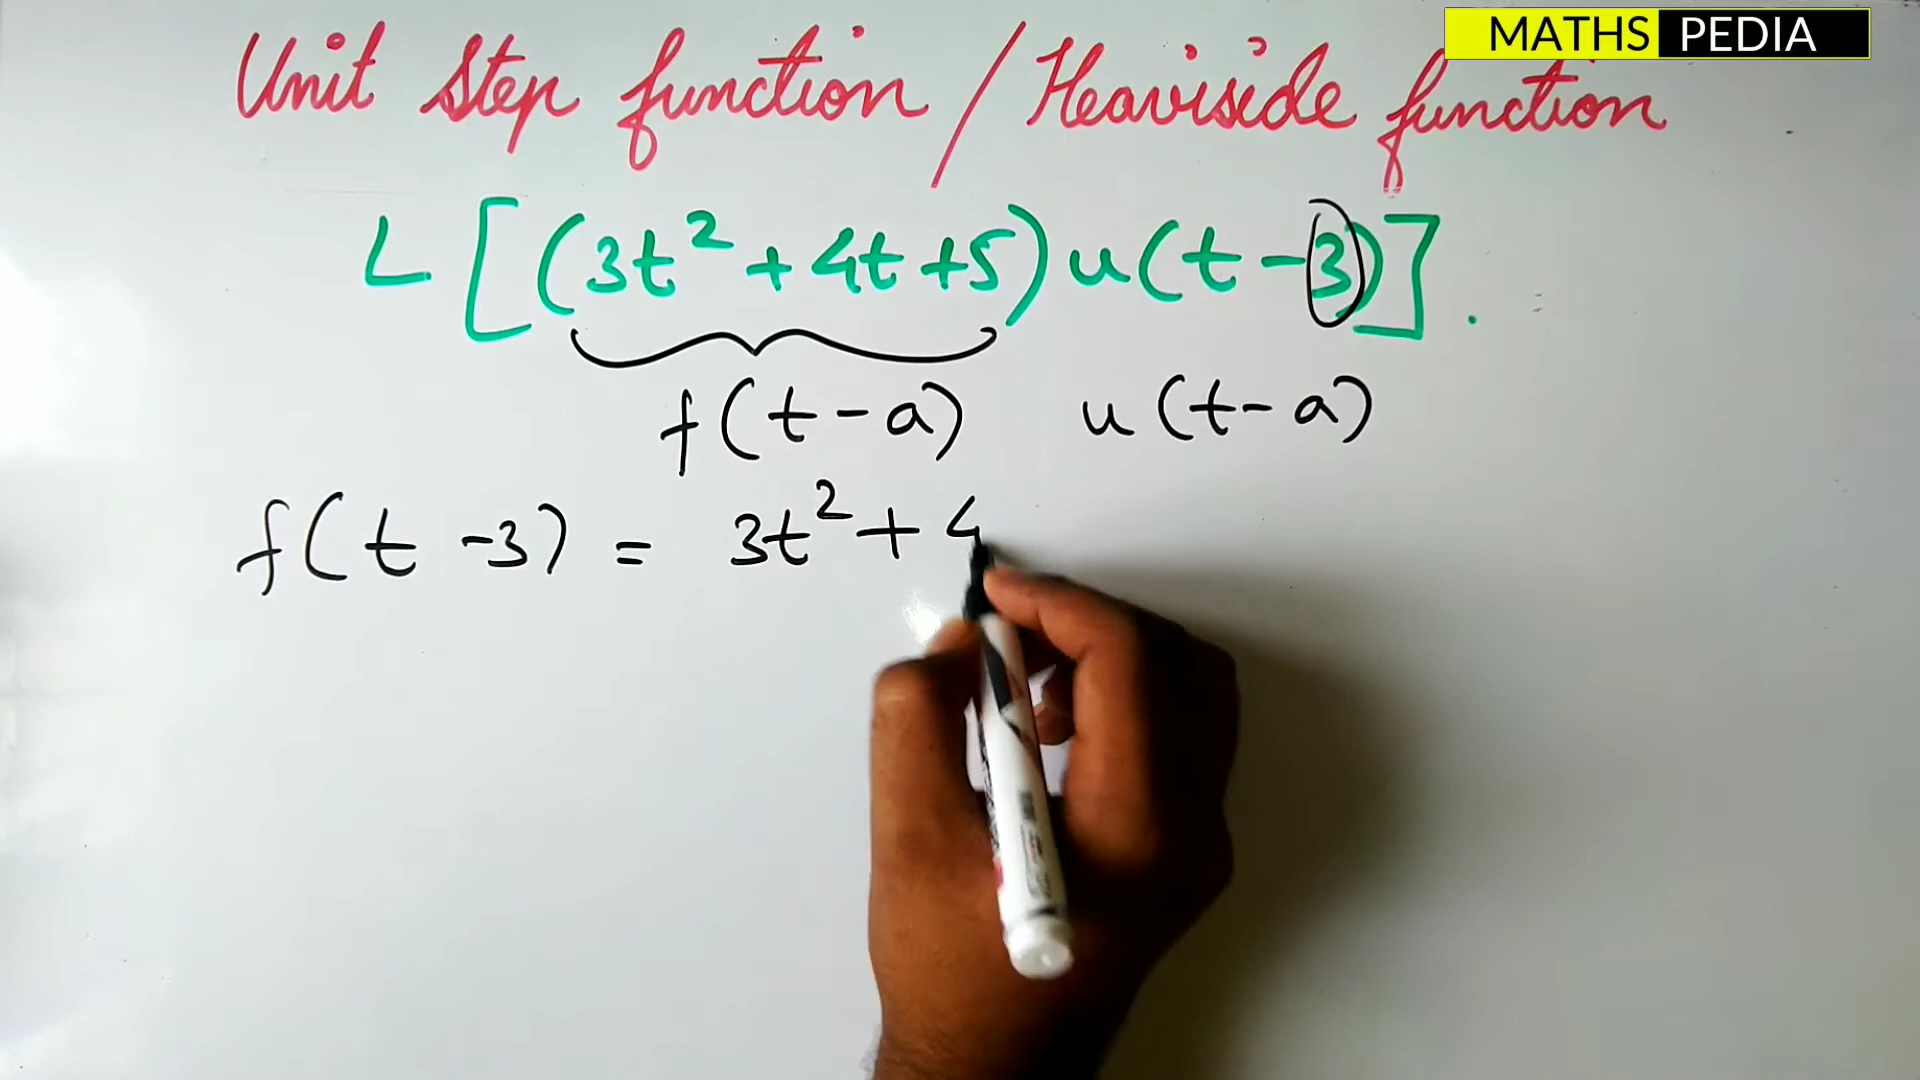 MATHS PEDIA
Unit Step function / Heaviside function
L [(3t² + 4t + 5) u(t - 3)].
f(t - a) u(t - a)
f(t - 3) = 3t² + 4